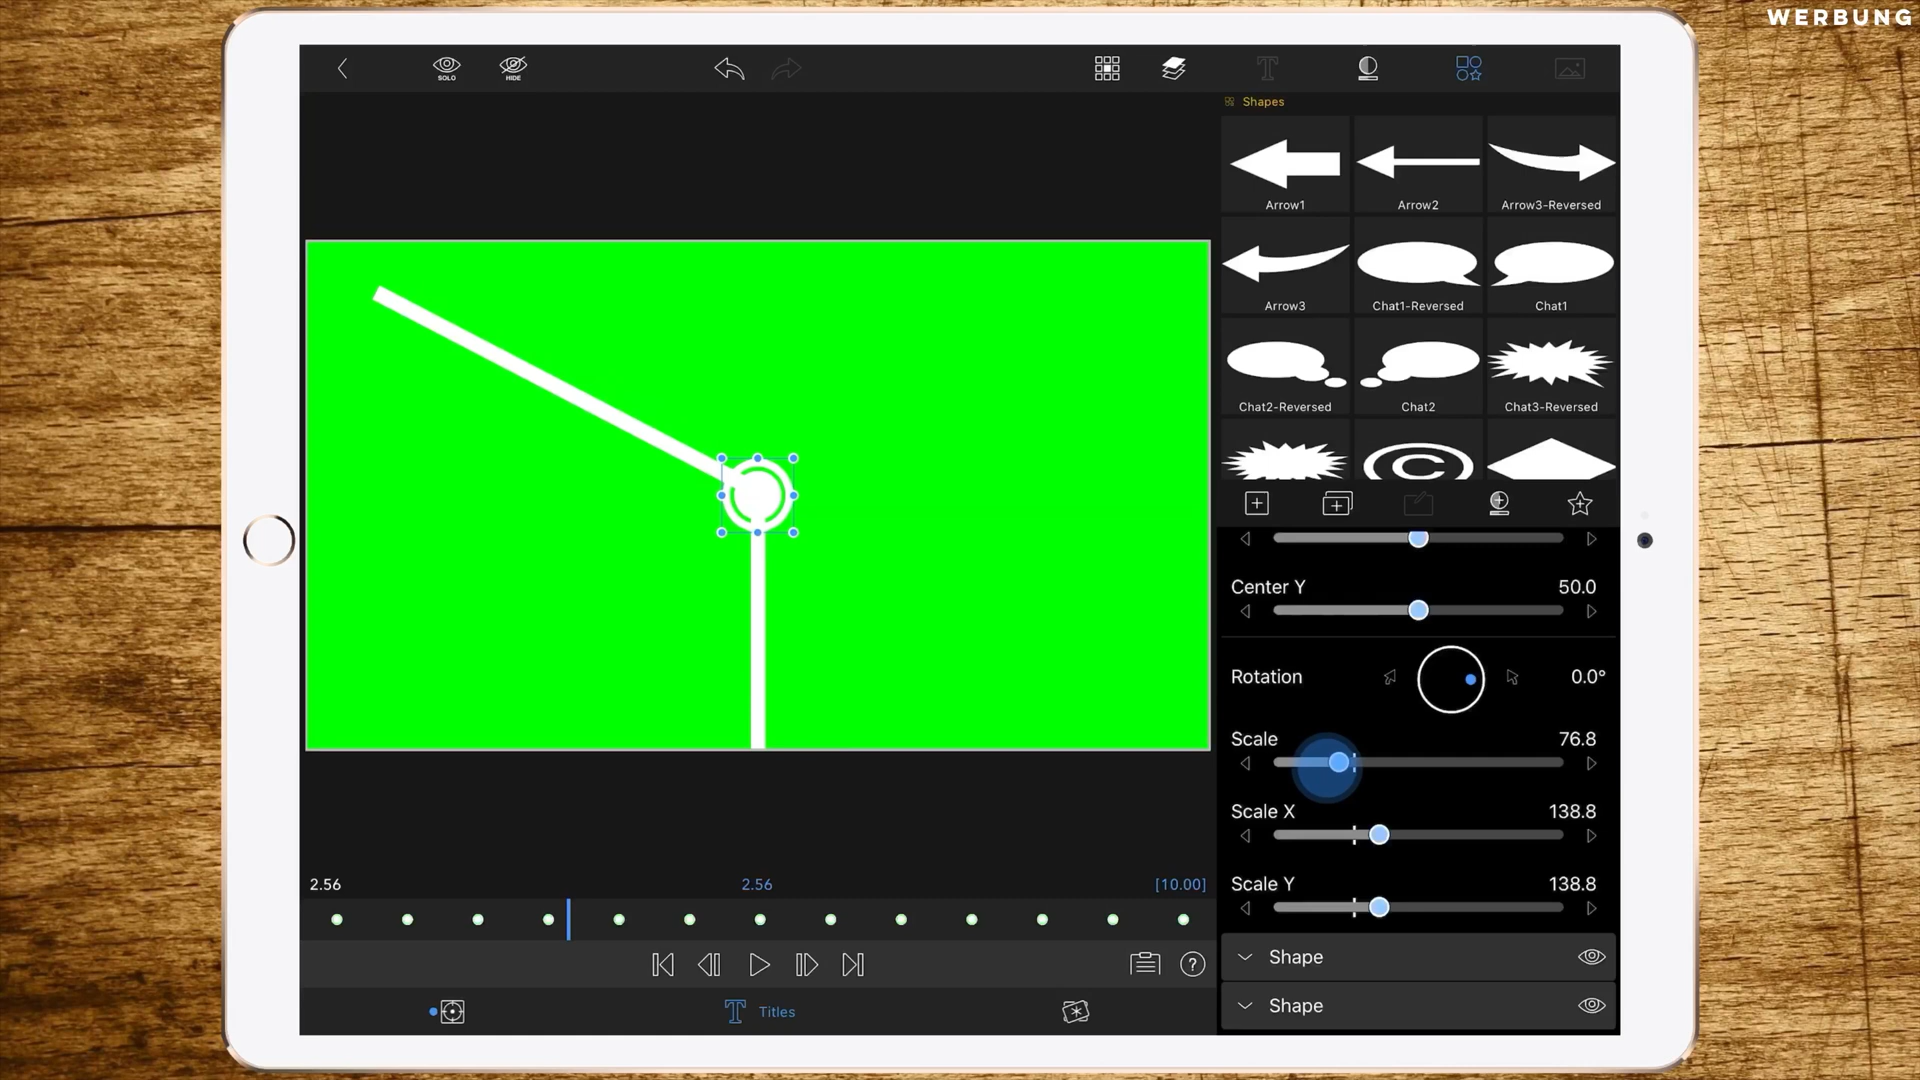 WERBUNG
SOLO
HIDE
Shapes
Arrow1
Arrow2
Arrow3-Reversed
Arrow3
Chat1-Reversed
Chat1
Chat2-Reversed
Chat2
Chat3-Reversed
Center Y
50.0
Rotation
0.0°
Scale
76.8
Scale X
138.8
Scale Y
138.8
Shape
Shape
2.56
2.56
[10.00]
Titles